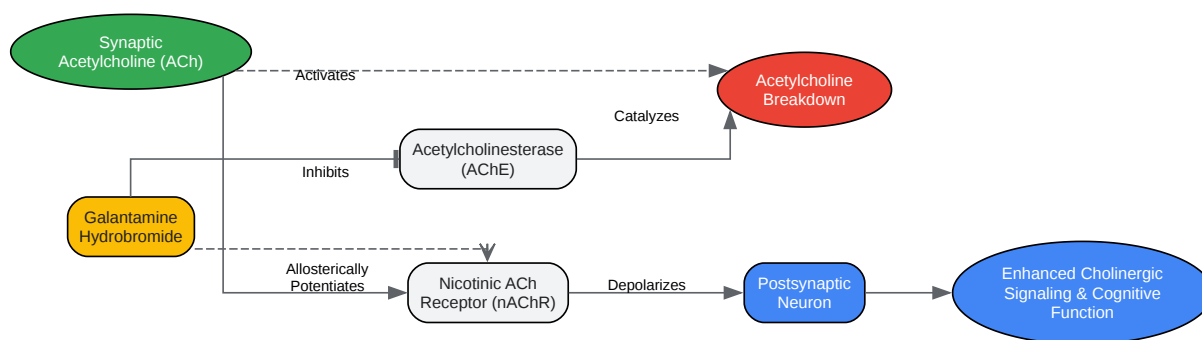 Synaptic
Acetylcholine (ACh)
Activates
Acetylcholine
Breakdown
Catalyzes
Acetylcholinesterase
(AChE)
Inhibits
Galantamine
Hydrobromide
Allosterically
Potentiates
Nicotinic ACh
Receptor (nAChR)
Depolarizes
Postsynaptic
Neuron
Enhanced Cholinergic
Signaling & Cognitive
Function